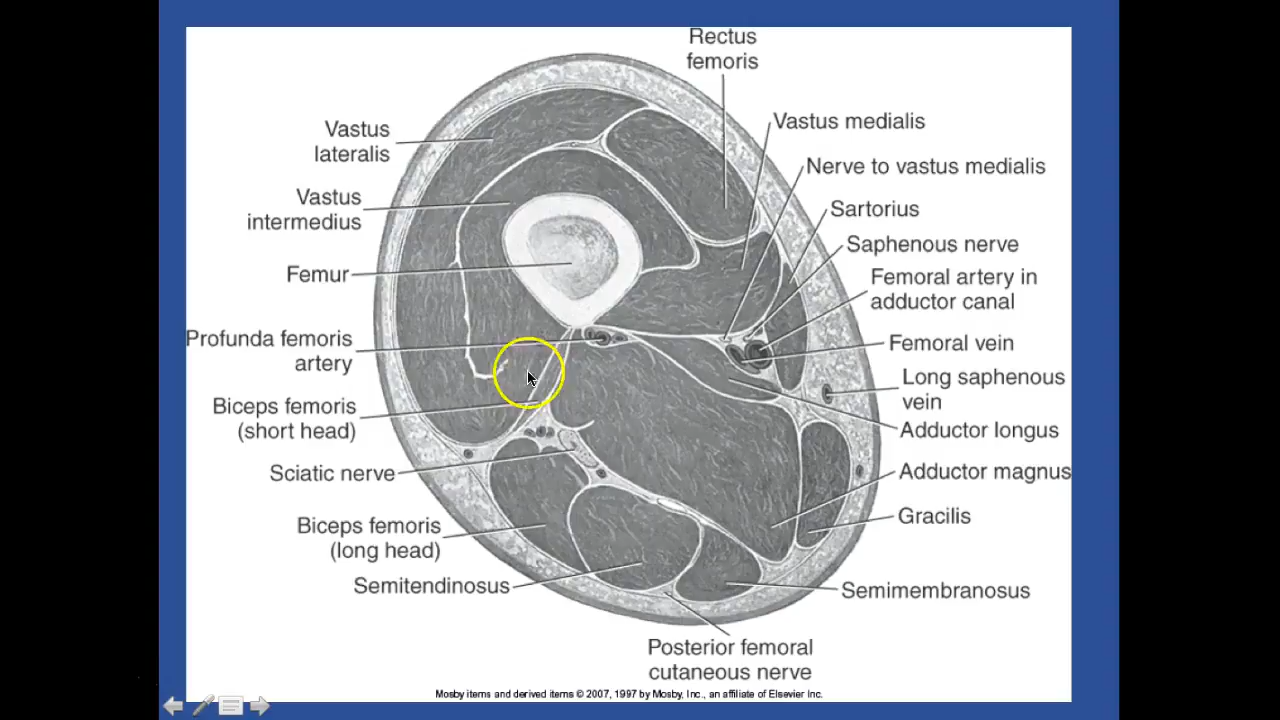 Rectus
femoris
Vastus
lateralis
Vastus
intermedius
Femur
Profunda femoris
artery
Biceps femoris
(short head)
Sciatic nerve
Biceps femoris
(long head)
Semitendinosus
Vastus medialis
Nerve to vastus medialis
Sartorius
Saphenous nerve
Femoral artery in
adductor canal
Femoral vein
Long saphenous
vein
Adductor longus
Adductor magnus
Gracilis
Semimembranosus
Posterior femoral
cutaneous nerve
Mosby items and derived items © 2007, 1997 by Mosby, Inc., an affiliate of Elsevier Inc.